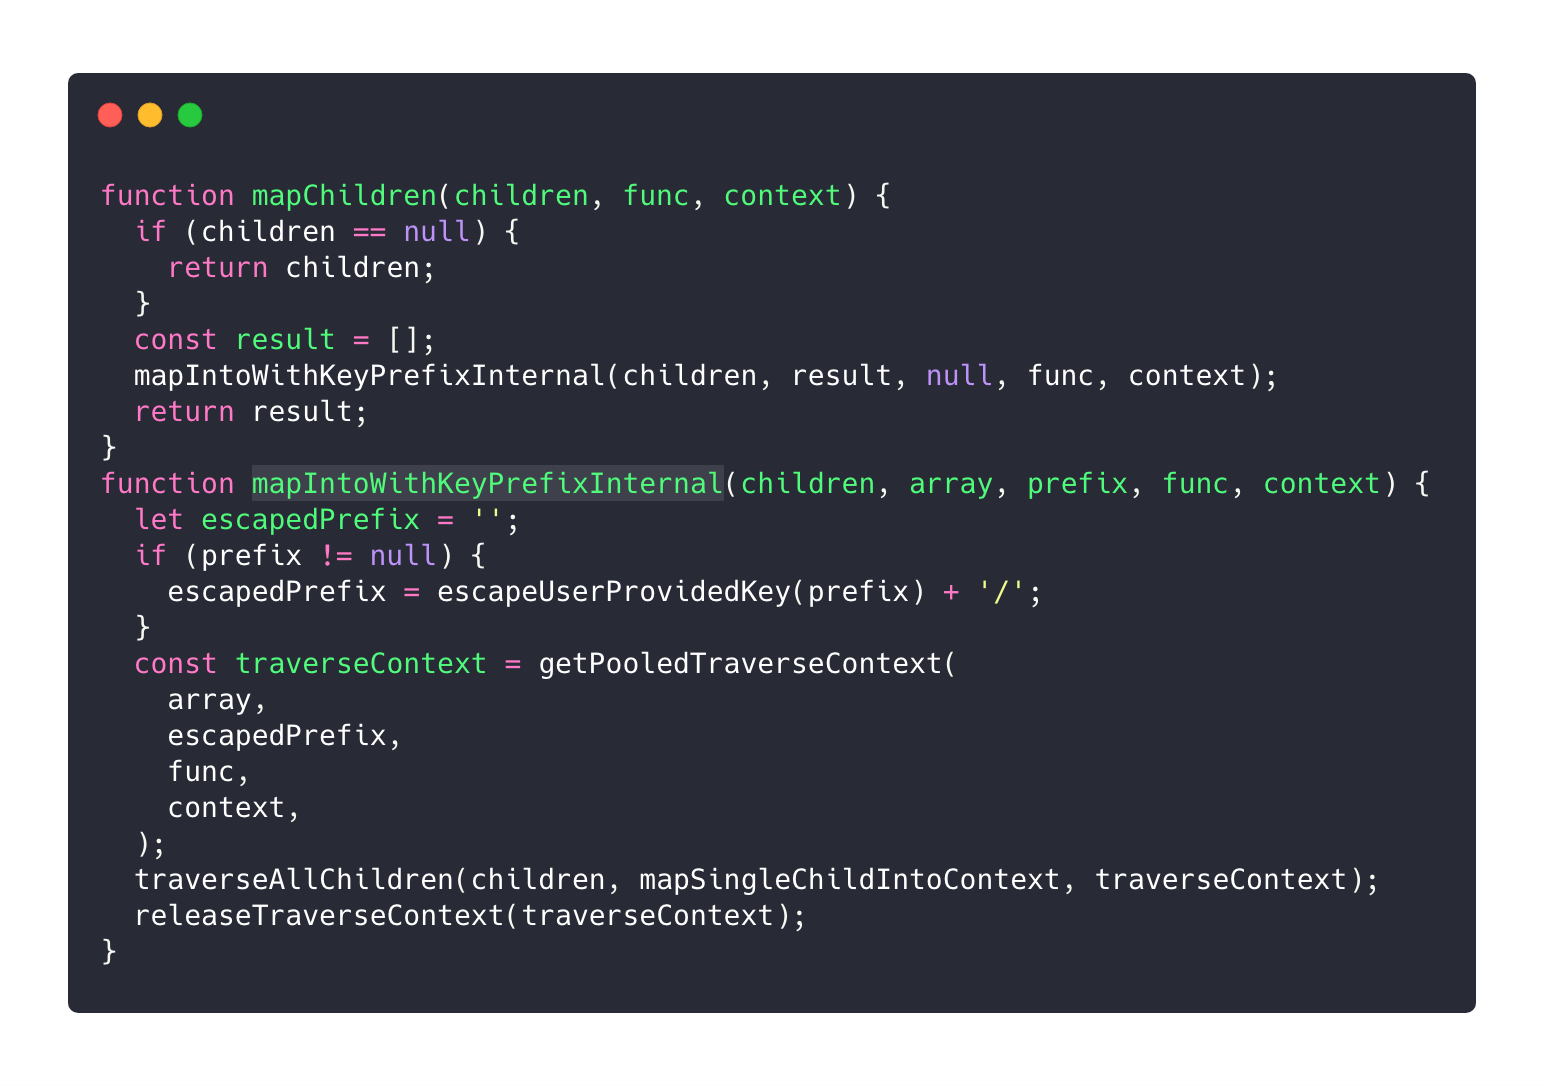 function mapChildren(children, func, context) {
  if (children == null) {
    return children;
  }
  const result = [];
  mapIntoWithKeyPrefixInternal(children, result, null, func, context);
  return result;
}
function mapIntoWithKeyPrefixInternal(children, array, prefix, func, context) {
  let escapedPrefix = '';
  if (prefix != null) {
    escapedPrefix = escapeUserProvidedKey(prefix) + '/';
  }
  const traverseContext = getPooledTraverseContext(
    array,
    escapedPrefix,
    func,
    context,
  );
  traverseAllChildren(children, mapSingleChildIntoContext, traverseContext);
  releaseTraverseContext(traverseContext);
}